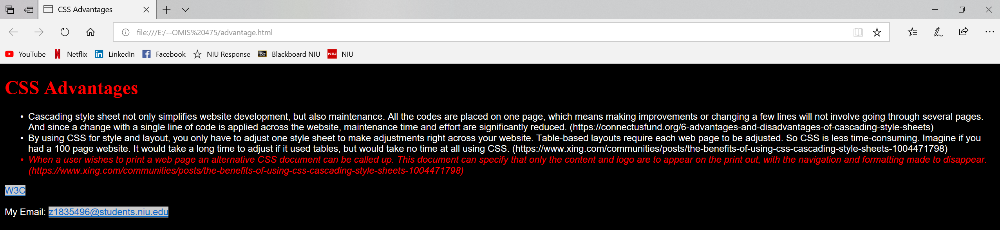 CSS Advantages
file:///E:/--OMIS%20475/advantage.html
YouTube Netflix LinkedIn Facebook NIU Response Bb Blackboard NIU NIU NIU
CSS Advantages
• Cascading style sheet not only simplifies website development, but also maintenance. All the codes are placed on one page, which means making improvements or changing a few lines will not involve going through several pages.
And since a change with a single line of code is applied across the website, maintenance time and effort are significantly reduced. (https://connectusfund.org/6-advantages-and-disadvantages-of-cascading-style-sheets)
• By using CSS for style and layout, you only have to adjust one style sheet to make adjustments right across your website. Table-based layouts require each web page to be adjusted. So CSS is less time-consuming. Imagine if you
had a 100 page website. It would take a long time to adjust if it used tables, but would take no time at all using CSS. (https://www.xing.com/communities/posts/the-benefits-of-using-css-cascading-style-sheets-1004471798)
• When a user wishes to print a web page an alternative CSS document can be called up. This document can specify that only the content and logo are to appear on the print out, with the navigation and formatting made to disappear.
(https://www.xing.com/communities/posts/the-benefits-of-using-css-cascading-style-sheets-1004471798)
W3C
My Email: z1835496@students.niu.edu